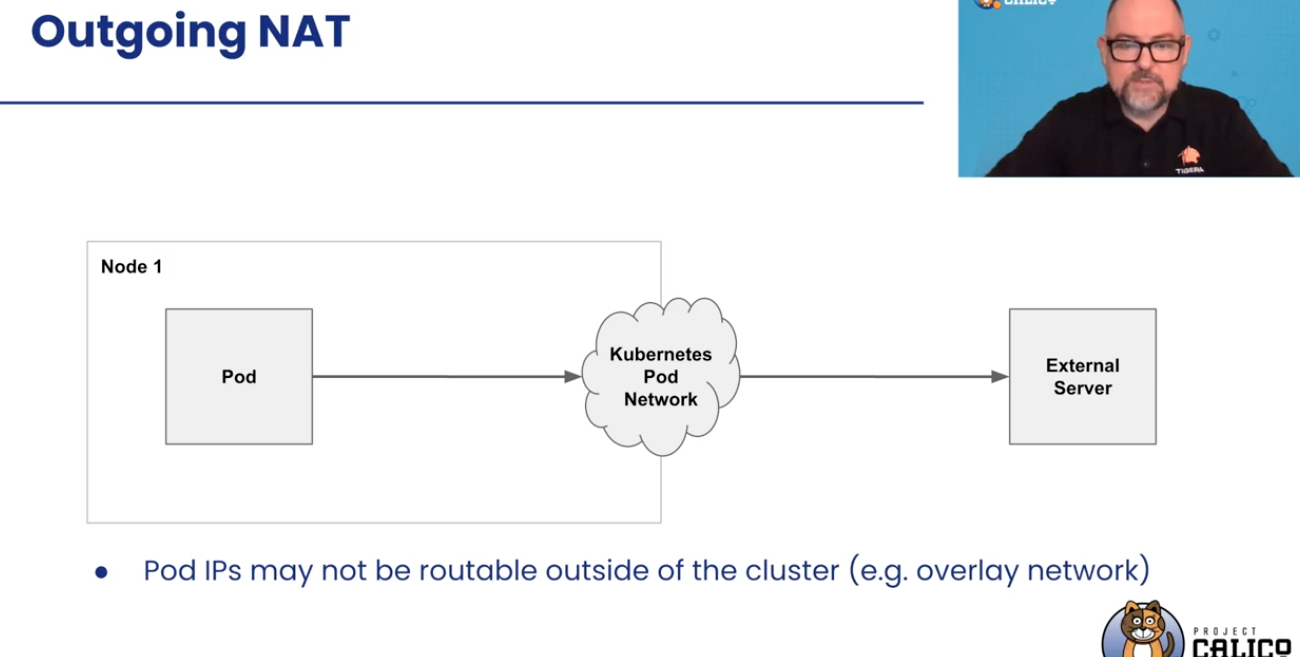 Outgoing NAT
CALICO
TIGERA
Node 1
Pod
Kubernetes
Pod
Network
External
Server
● Pod IPs may not be routable outside of the cluster (e.g. overlay network)
PROJECT
CALICO